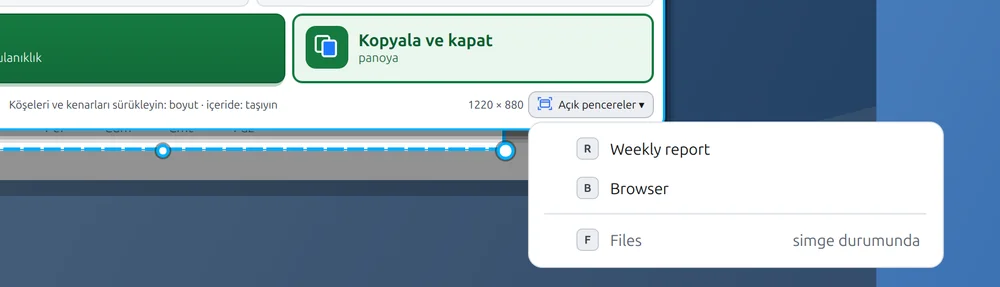 ulanıklık
Kopyala ve kapat
panoya
Köşeleri ve kenarları sürükleyin: boyut · içeride: taşıyın
1220 × 880
Açık pencereler ▾
R Weekly report
B Browser
F Files simge durumunda